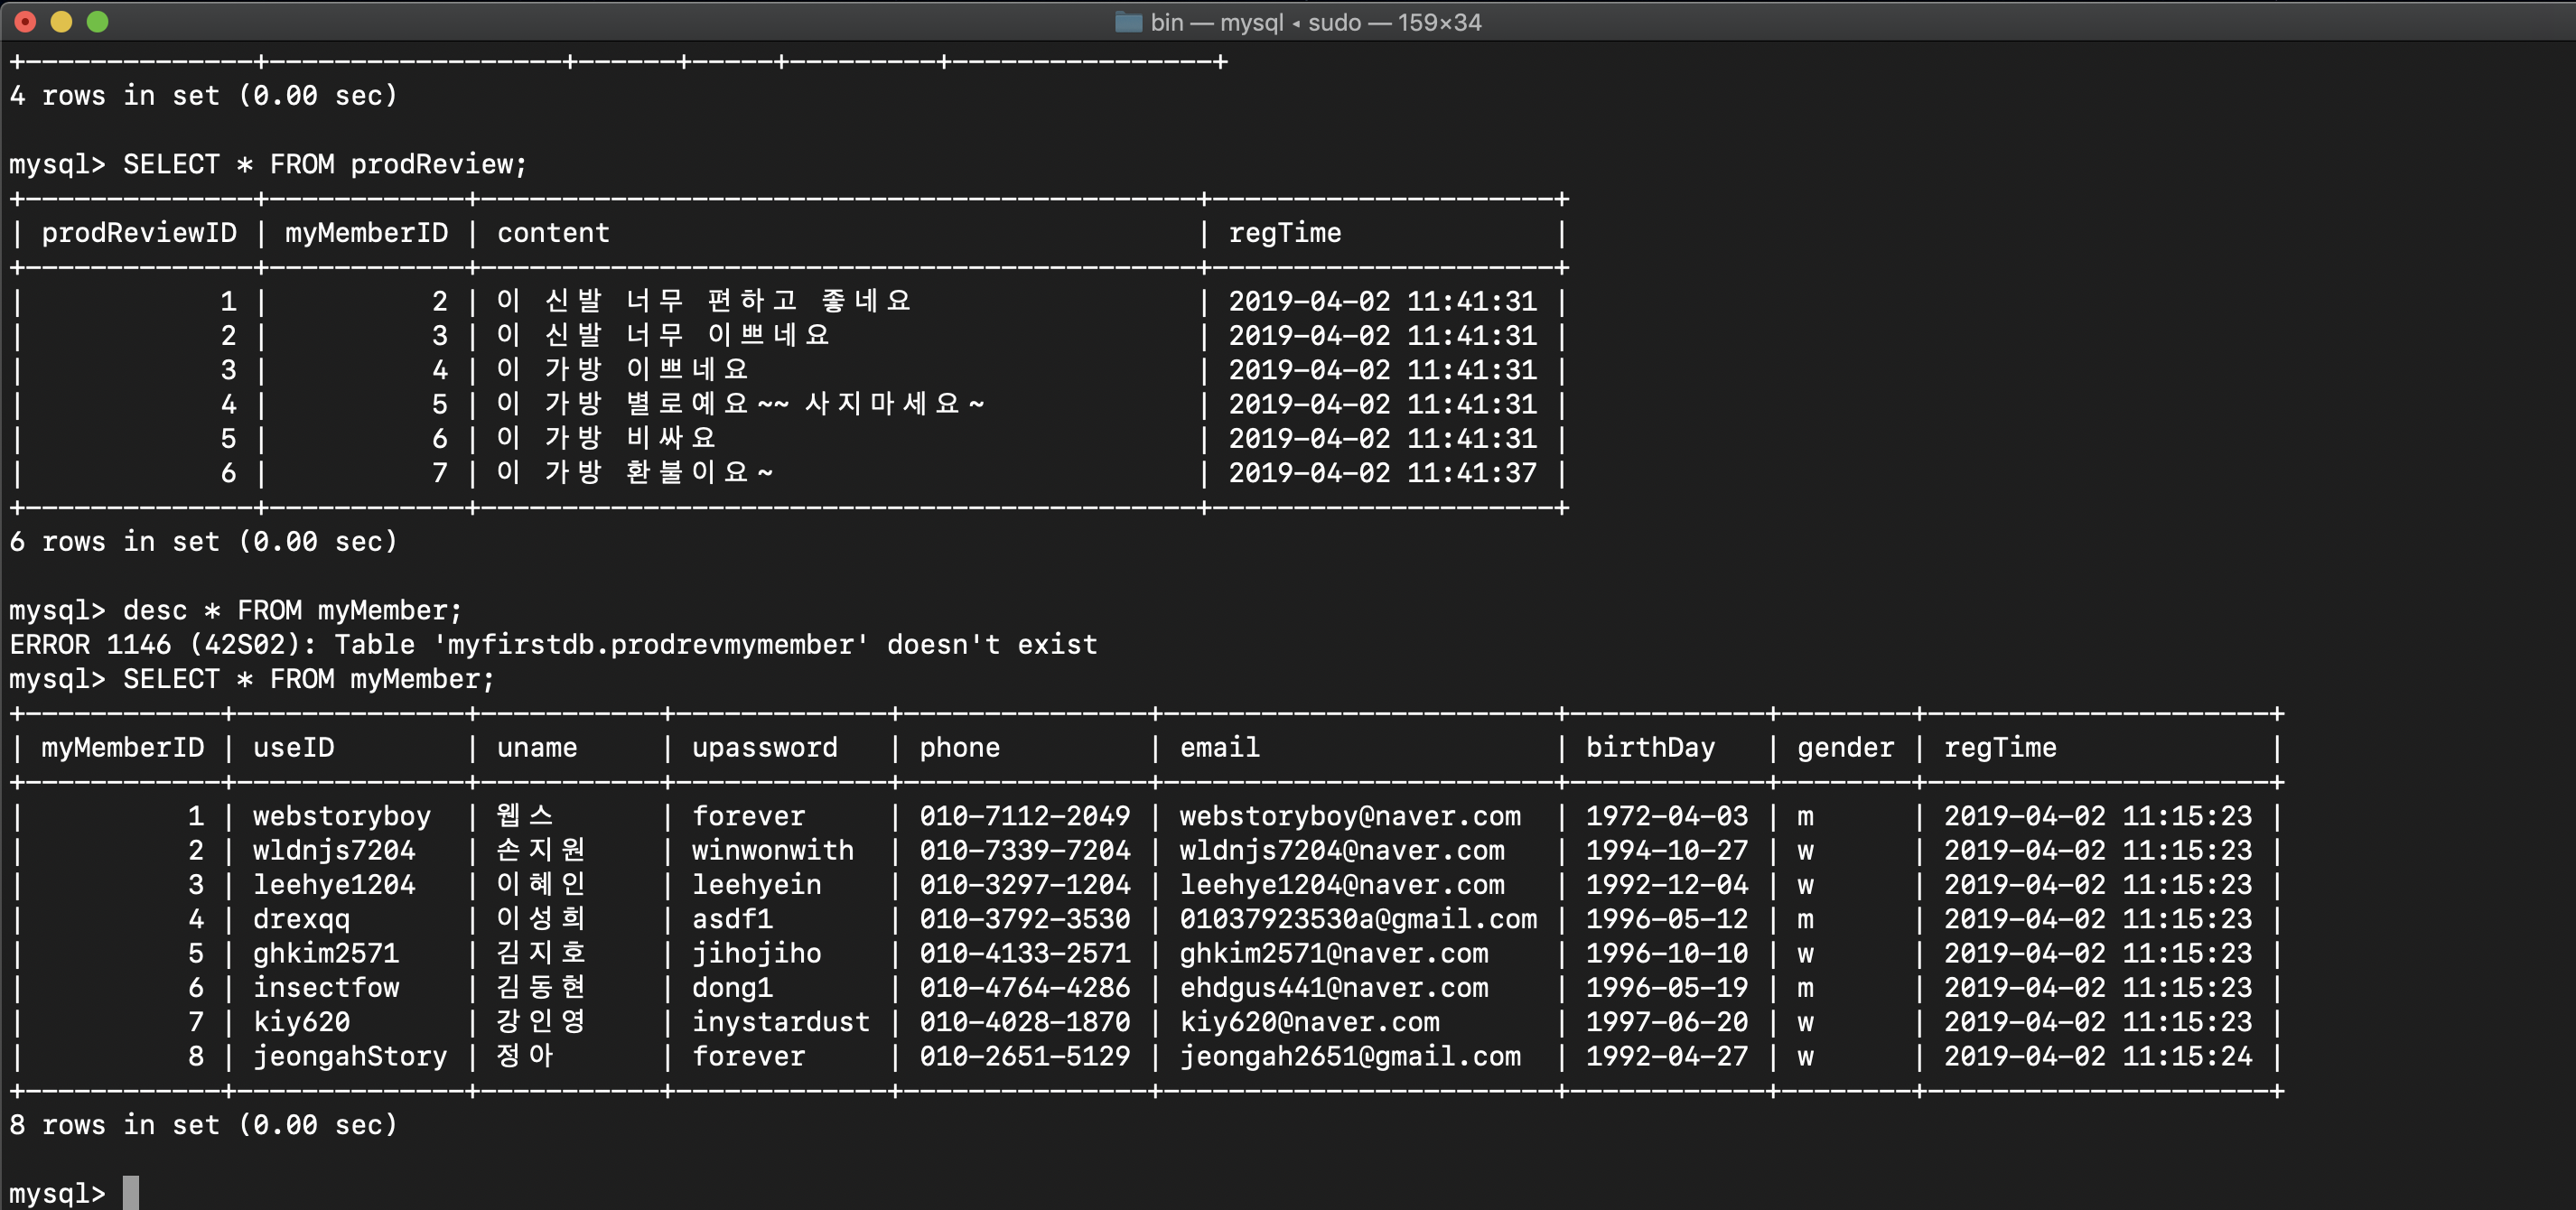 bin — mysql ◂ sudo — 159×34
+--------------+------------------+------+-----+---------+----------------+
4 rows in set (0.00 sec)
mysql> SELECT * FROM prodReview;
+--------------+------------+--------------------------------------------+---------------------+
| prodReviewID | myMemberID | content | regTime |
+--------------+------------+--------------------------------------------+---------------------+
| 1 | 2 | 이 신발 너무 편하고 좋네요 | 2019-04-02 11:41:31 |
| 2 | 3 | 이 신발 너무 이쁘네요 | 2019-04-02 11:41:31 |
| 3 | 4 | 이 가방 이쁘네요 | 2019-04-02 11:41:31 |
| 4 | 5 | 이 가방 별로예요~~ 사지마세요~ | 2019-04-02 11:41:31 |
| 5 | 6 | 이 가방 비싸요 | 2019-04-02 11:41:31 |
| 6 | 7 | 이 가방 환불이요~ | 2019-04-02 11:41:37 |
+--------------+------------+--------------------------------------------+---------------------+
6 rows in set (0.00 sec)
mysql> desc * FROM myMember;
ERROR 1146 (42S02): Table 'myfirstdb.prodrevmymember' doesn't exist
mysql> SELECT * FROM myMember;
+------------+--------------+-----------+-------------+---------------+------------------------+------------+--------+---------------------+
| myMemberID | useID | uname | upassword | phone | email | birthDay | gender | regTime |
+------------+--------------+-----------+-------------+---------------+------------------------+------------+--------+---------------------+
| 1 | webstoryboy | 웹스 | forever | 010-7112-2049 | webstoryboy@naver.com | 1972-04-03 | m | 2019-04-02 11:15:23 |
| 2 | wldnjs7204 | 손지원 | winwonwith | 010-7339-7204 | wldnjs7204@naver.com | 1994-10-27 | w | 2019-04-02 11:15:23 |
| 3 | leehye1204 | 이혜인 | leehyein | 010-3297-1204 | leehye1204@naver.com | 1992-12-04 | w | 2019-04-02 11:15:23 |
| 4 | drexqq | 이성희 | asdf1 | 010-3792-3530 | 01037923530a@gmail.com | 1996-05-12 | m | 2019-04-02 11:15:23 |
| 5 | ghkim2571 | 김지호 | jihojiho | 010-4133-2571 | ghkim2571@naver.com | 1996-10-10 | w | 2019-04-02 11:15:23 |
| 6 | insectfow | 김동현 | dong1 | 010-4764-4286 | ehdgus441@naver.com | 1996-05-19 | m | 2019-04-02 11:15:23 |
| 7 | kiy620 | 강인영 | inystardust | 010-4028-1870 | kiy620@naver.com | 1997-06-20 | w | 2019-04-02 11:15:23 |
| 8 | jeongahStory | 정아 | forever | 010-2651-5129 | jeongah2651@gmail.com | 1992-04-27 | w | 2019-04-02 11:15:24 |
+------------+--------------+-----------+-------------+---------------+------------------------+------------+--------+---------------------+
8 rows in set (0.00 sec)
mysql>